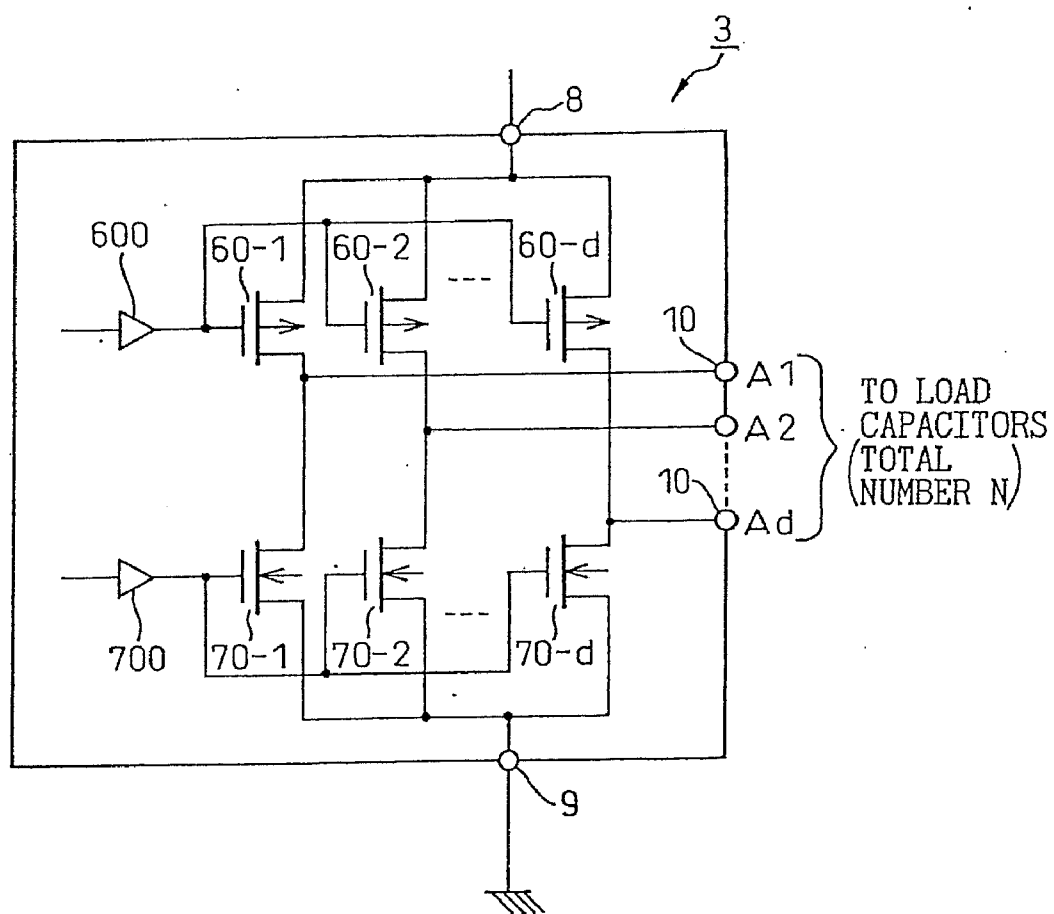 3
8
600
60-1
60-2
60-d
10
A1
A2
10
Ad
TO LOAD
CAPACITORS
(TOTAL
NUMBER N)
700
70-1
70-2
70-d
9